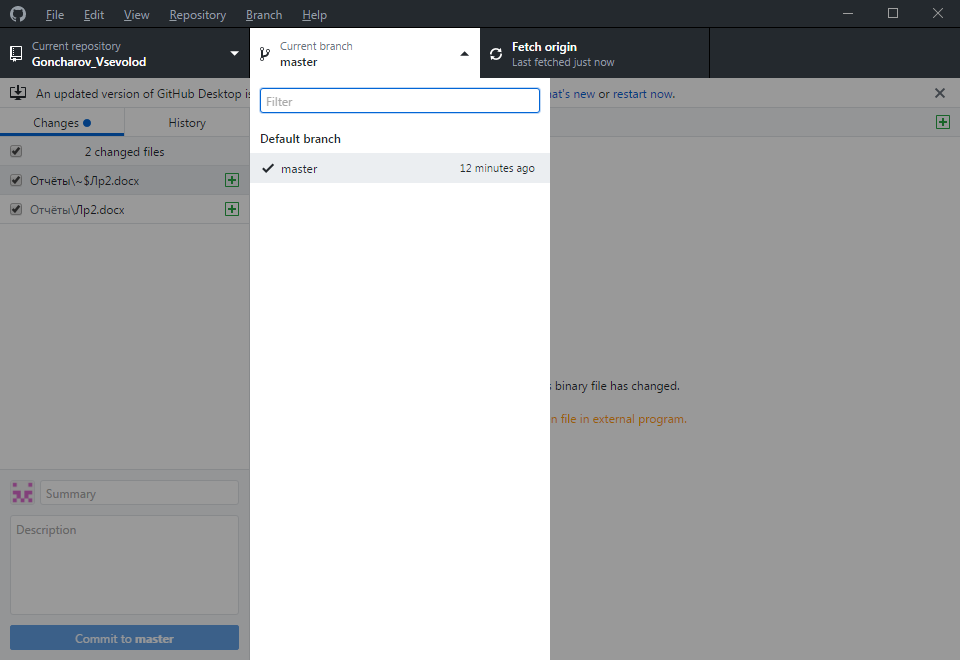 File Edit View Repository Branch Help
Current repository
Goncharov_Vsevolod
Current branch
master
Fetch origin
Last fetched just now
An updated version of GitHub Desktop is
at's new or restart now.
Filter
Changes
History
Default branch
2 changed files
master
12 minutes ago
Отчёты\~$Лр2.docx
Отчёты\Лр2.docx
binary file has changed.
file in external program.
Summary
Description
Commit to master